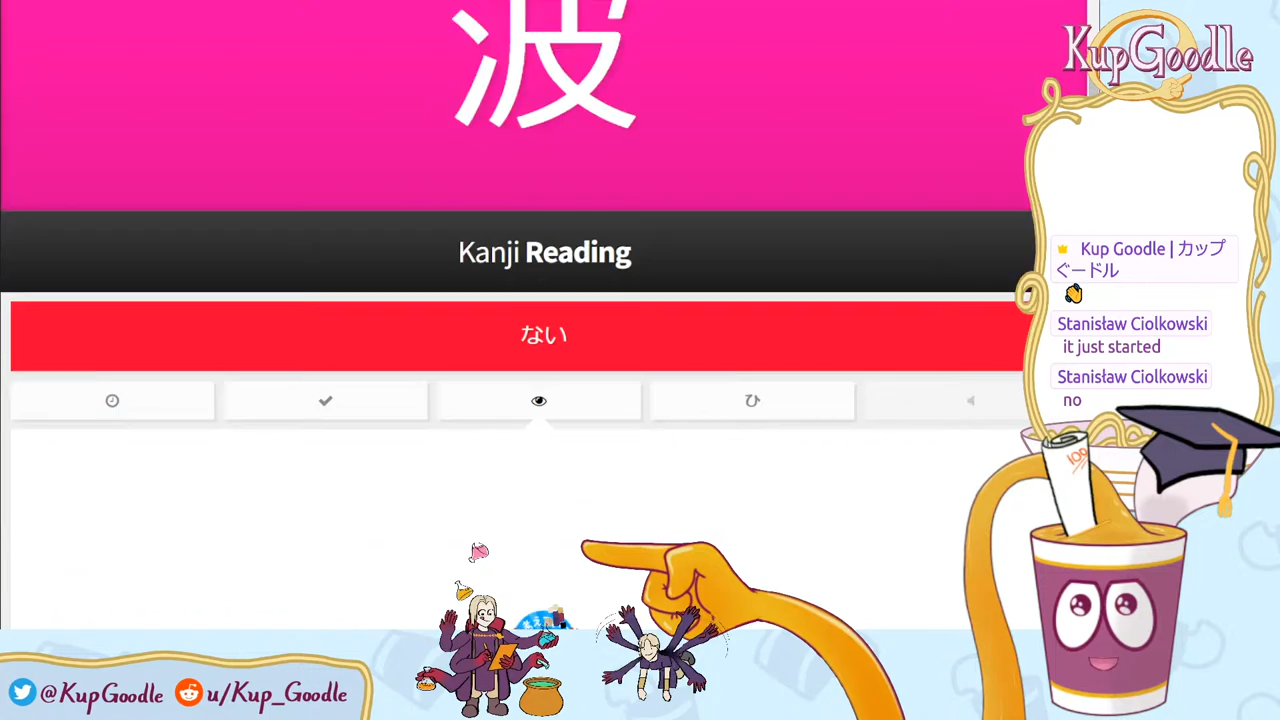 波
Kanji Reading
ない
ひ
KupGoodle
Kup Goodle | カップ
ぐードル
Stanisław Ciolkowski
it just started
Stanisław Ciolkowski
no
100
@KupGoodle
u/Kup_Goodle